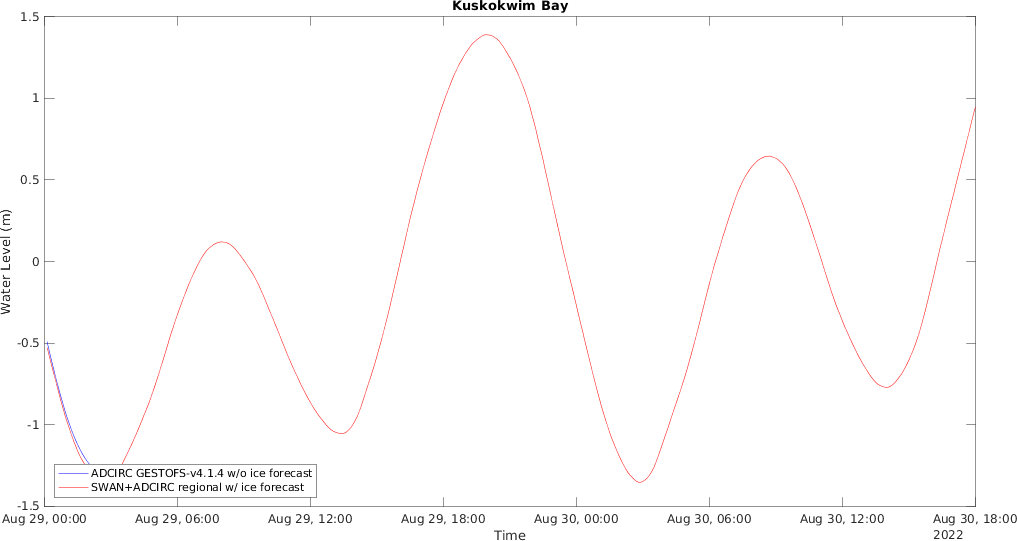 Kuskokwim Bay
1.5
1
0.5
0
-0.5
-1
-1.5
Water Level (m)
ADCIRC GESTOFS-v4.1.4 w/o ice forecast
SWAN+ADCIRC regional w/ ice forecast
Aug 29, 00:00 Aug 29, 06:00 Aug 29, 12:00 Aug 29, 18:00 Aug 30, 00:00 Aug 30, 06:00 Aug 30, 12:00 Aug 30, 18:00
Time 2022